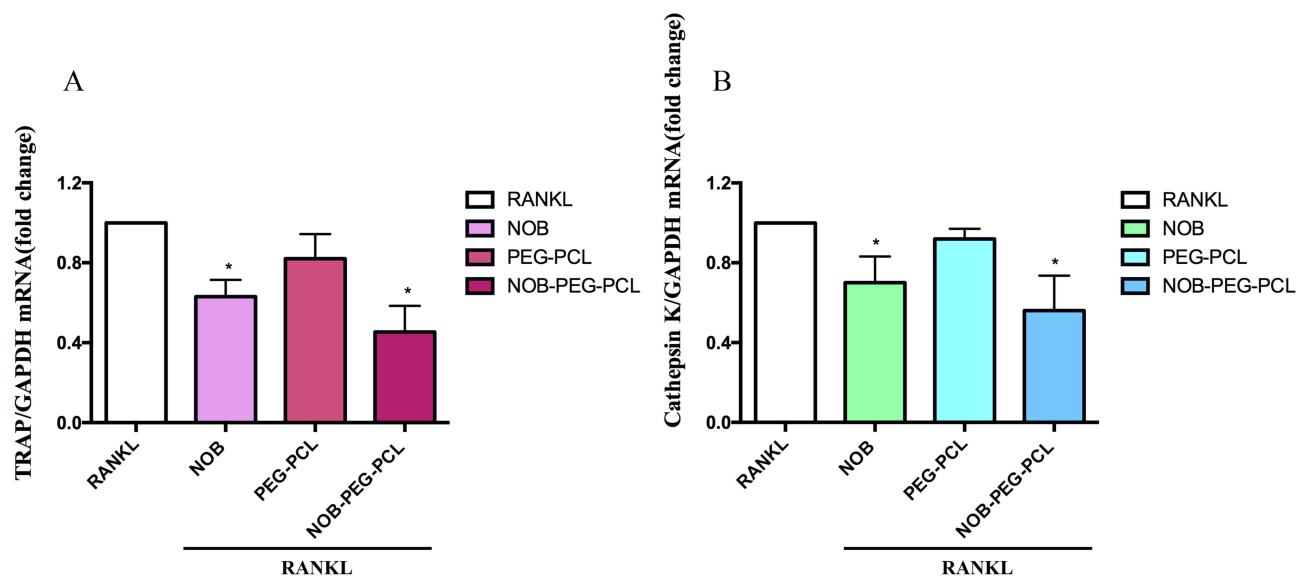 A
TRAP/GAPDH mRNA(fold change)
1.2
0.8
0.4
0.0
*
*
RANKL
NOB
PEG-PCL
NOB-PEG-PCL
RANKL
NOB
PEG-PCL
NOB-PEG-PCL
RANKL
B
Cathepsin K/GAPDH mRNA(fold change)
1.2
0.8
0.4
0.0
*
*
RANKL
NOB
PEG-PCL
NOB-PEG-PCL
RANKL
NOB
PEG-PCL
NOB-PEG-PCL
RANKL